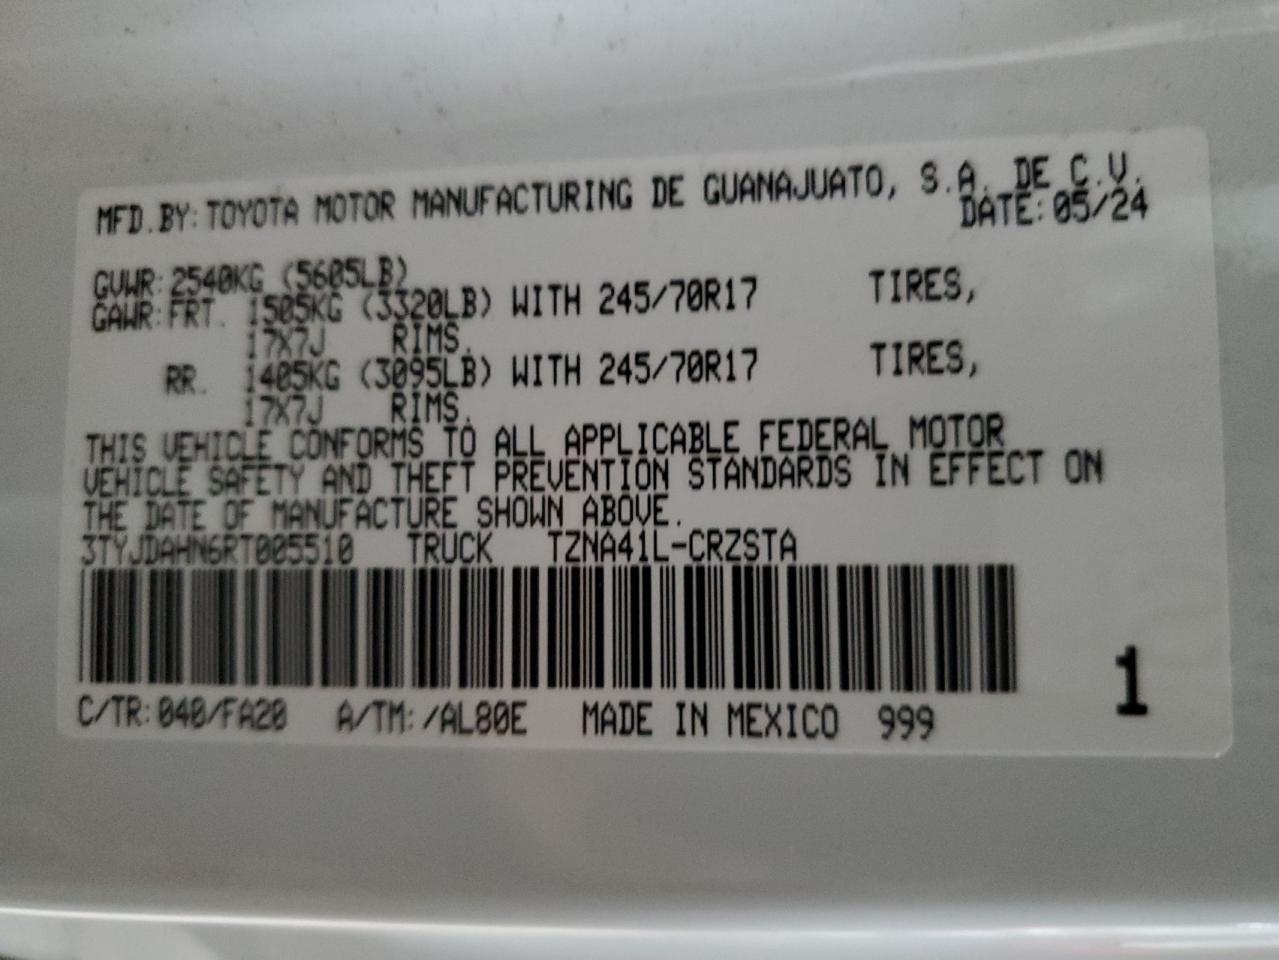 MFD.BY:TOYOTA MOTOR MANUFACTURING DE GUANAJUATO, S.A. DE C.V.
DATE:05/24
GVWR:2540KG (5605LB)
GAWR:FRT. 1505KG (3320LB) WITH 245/70R17 TIRES,
17X7J RIMS.
RR. 1405KG (3095LB) WITH 245/70R17 TIRES,
17X7J RIMS.
THIS VEHICLE CONFORMS TO ALL APPLICABLE FEDERAL MOTOR
VEHICLE SAFETY AND THEFT PREVENTION STANDARDS IN EFFECT ON
THE DATE OF MANUFACTURE SHOWN ABOVE.
3TYJDAHN6RT005510 TRUCK TZNA41L-CRZSTA
C/TR:040/FA20 A/TM:/AL80E MADE IN MEXICO 999
1